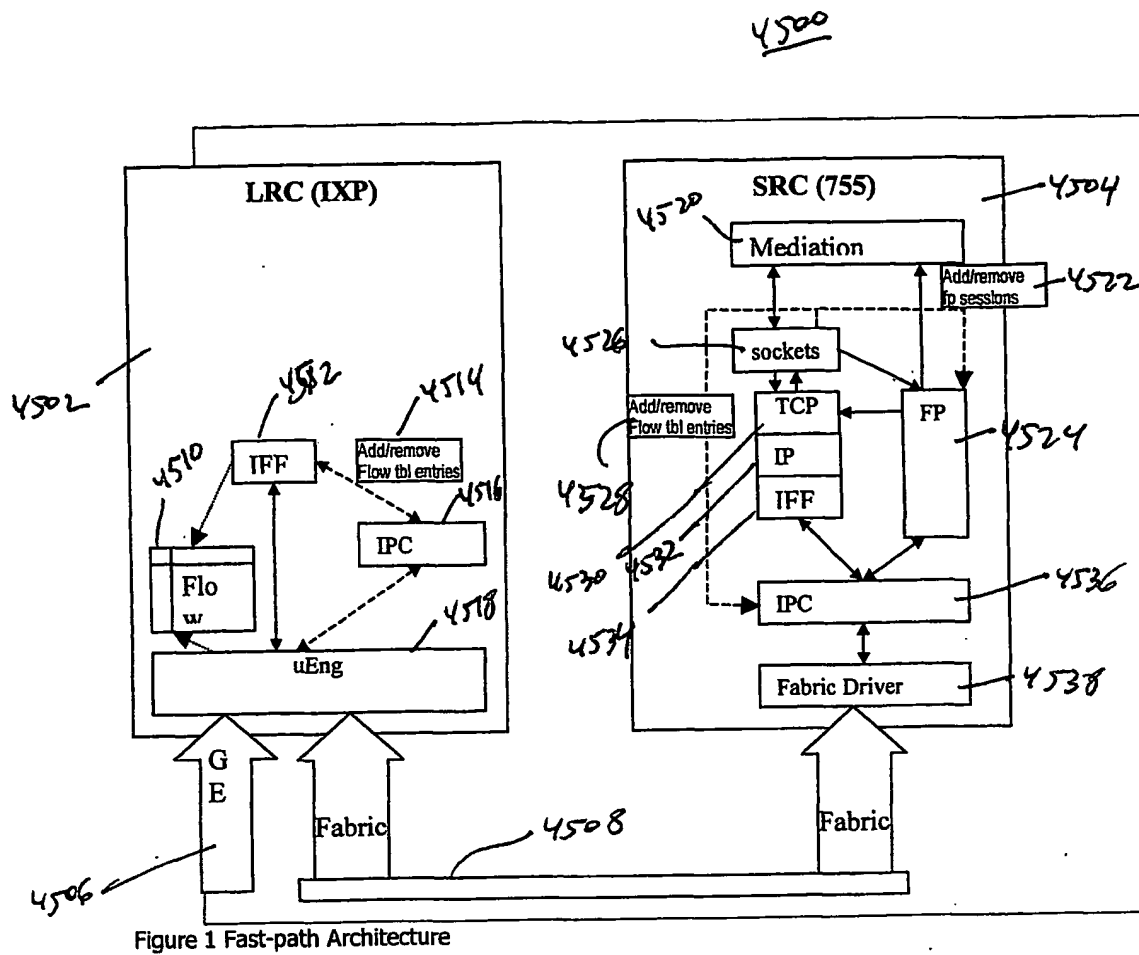 4500
LRC (IXP)
SRC (755)
4504
4520
Mediation
Add/remove
fp sessions
4522
4526
sockets
4502
4512
4514
Add/remove
Flow tbl entries
4510
IFF
4516
IPC
Flo
w
4518
uEng
Add/remove
Flow tbl entries
4528
TCP
IP
IFF
FP
4524
4530
4532
4534
IPC
4536
Fabric Driver
4538
G
E
Fabric
4508
Fabric
4506
Figure 1 Fast-path Architecture